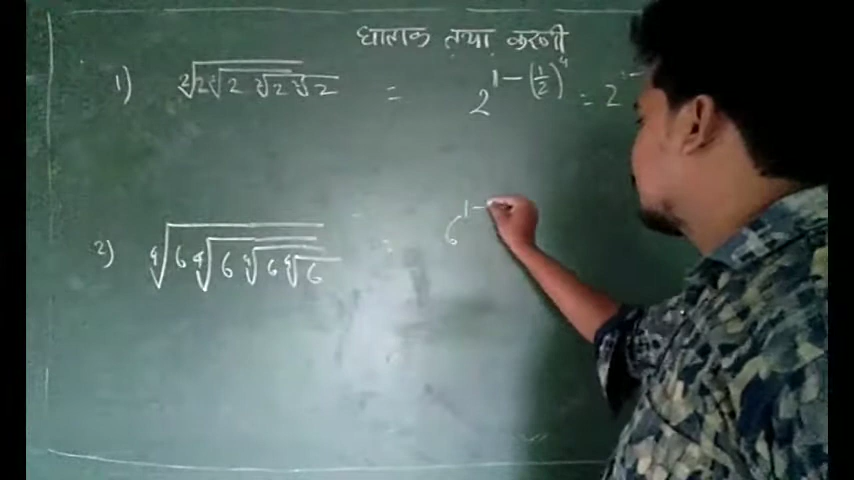 घातांक तथा करणी
1) ²√2 ²√2 ²√2 ²√2 = 2^1-(1/2)^4 = 2^1-
2) ⁴√6 ⁴√6 ⁴√6 ⁴√6 = 6^1-